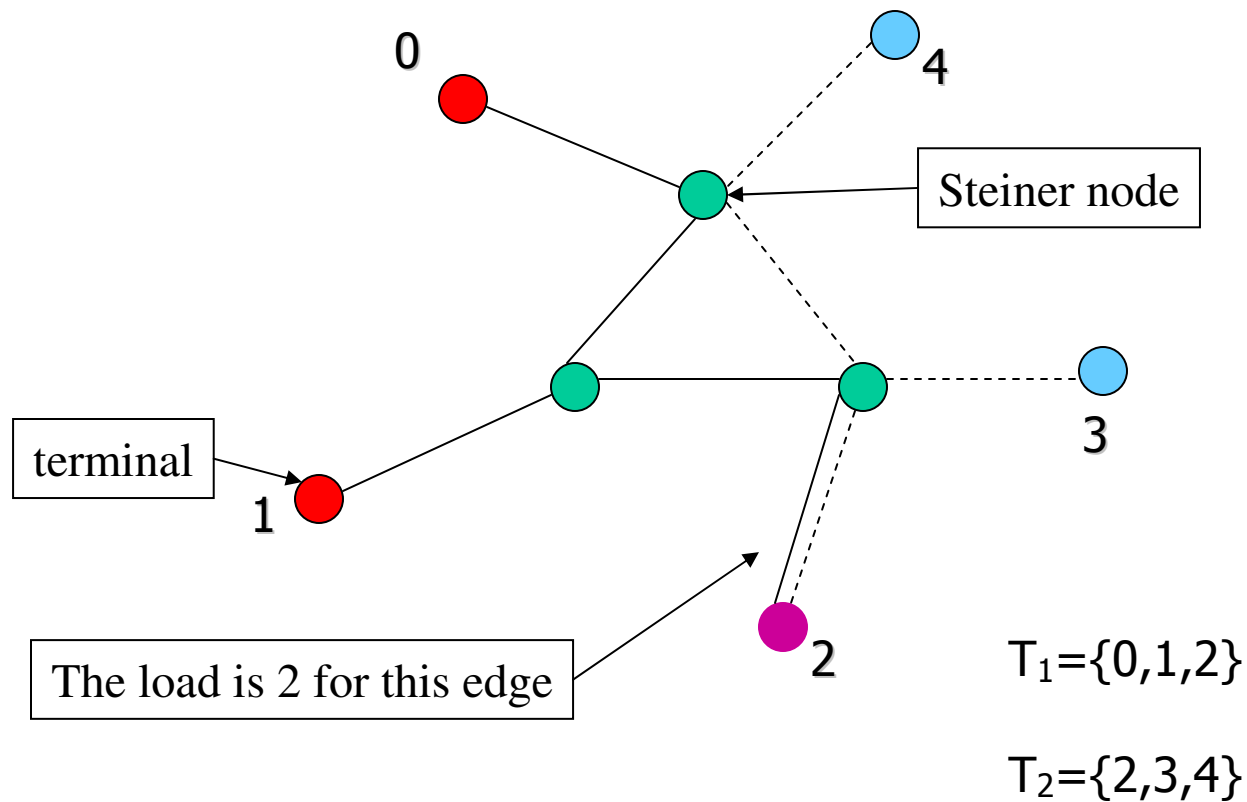 0
4
Steiner node
terminal
1
3
2
The load is 2 for this edge
T₁={0,1,2}
T₂={2,3,4}